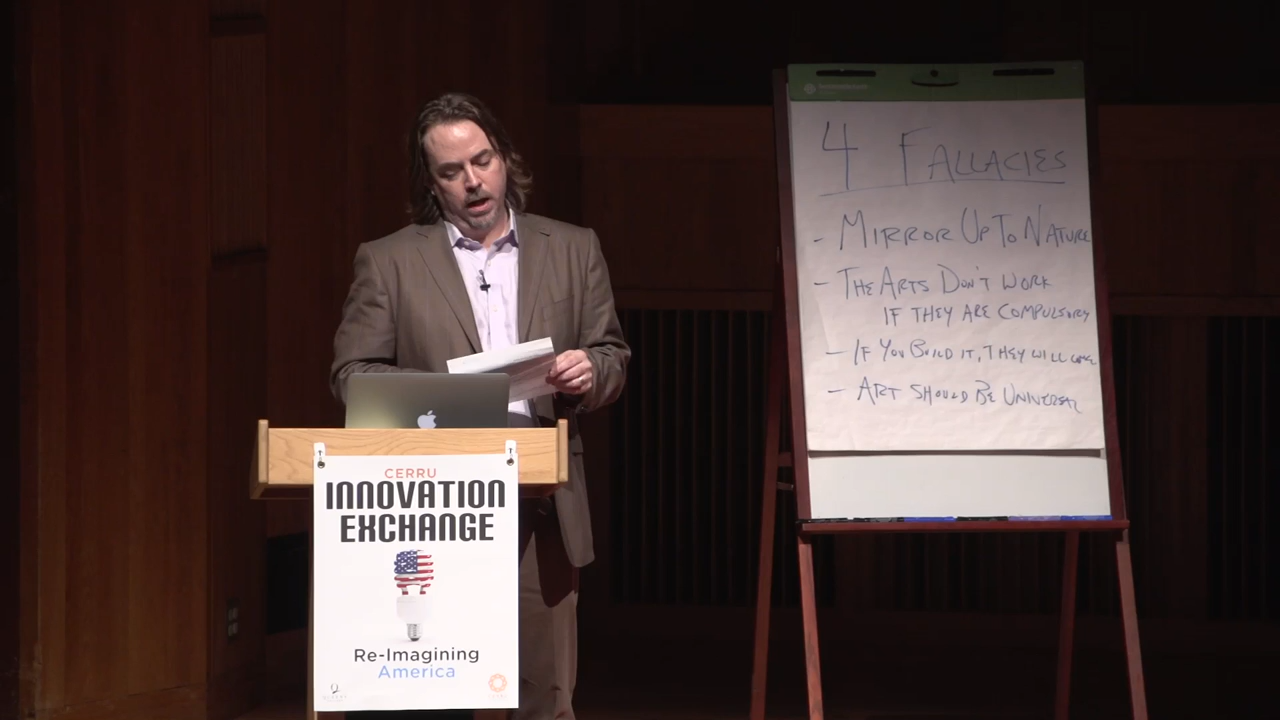 4 FALLACIES
- MIRROR UP TO NATURE
- THE ARTS DON'T WORK
IF THEY ARE COMPULSORY
- IF YOU BUILD IT, THEY WILL COME
- ART SHOULD BE UNIVERSAL
CERRU
INNOVATION
EXCHANGE
Re-Imagining
America